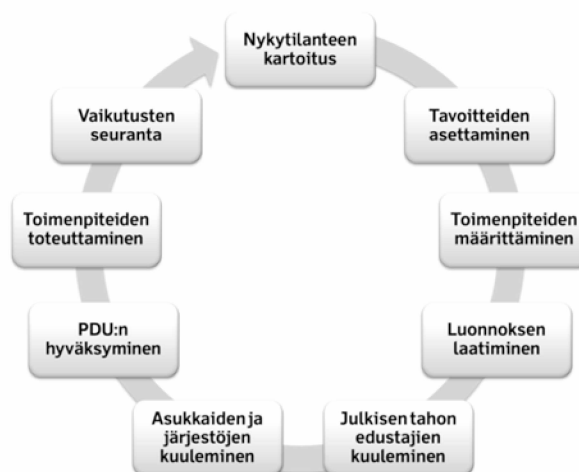 Nykytilanteen
kartoitus
Tavoitteiden
asettaminen
Toimenpiteiden
määrittäminen
Luonnoksen
laatiminen
Julkisen tahon
edustajien
kuuleminen
Asukkaiden ja
järjestöjen
kuuleminen
PDU:n
hyväksyminen
Toimenpiteiden
toteuttaminen
Vaikutusten
seuranta